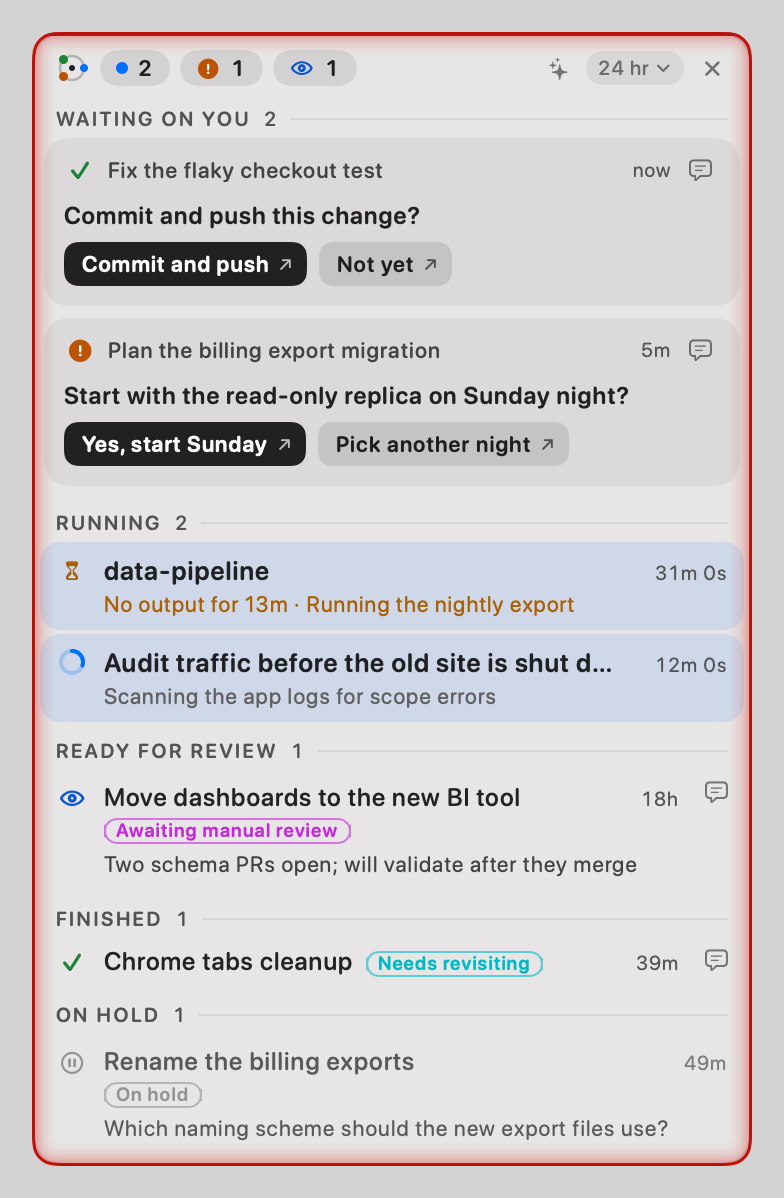 2 1 1 24 hr
WAITING ON YOU 2
Fix the flaky checkout test now
Commit and push this change?
Commit and push Not yet
Plan the billing export migration 5m
Start with the read-only replica on Sunday night?
Yes, start Sunday Pick another night
RUNNING 2
data-pipeline 31m 0s
No output for 13m · Running the nightly export
Audit traffic before the old site is shut d... 12m 0s
Scanning the app logs for scope errors
READY FOR REVIEW 1
Move dashboards to the new BI tool 18h
Awaiting manual review
Two schema PRs open; will validate after they merge
FINISHED 1
Chrome tabs cleanup Needs revisiting 39m
ON HOLD 1
Rename the billing exports 49m
On hold
Which naming scheme should the new export files use?